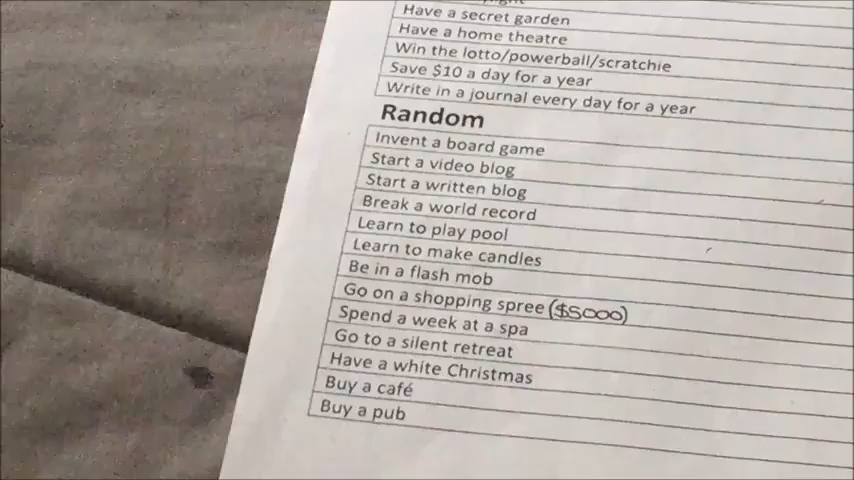 Have a secret garden
Have a home theatre
Win the lotto/powerball/scratchie
Save $10 a day for a year
Write in a journal every day for a year
Random
Invent a board game
Start a video blog
Start a written blog
Break a world record
Learn to play pool
Learn to make candles
Be in a flash mob
Go on a shopping spree ($5000)
Spend a week at a spa
Go to a silent retreat
Have a white Christmas
Buy a café
Buy a pub